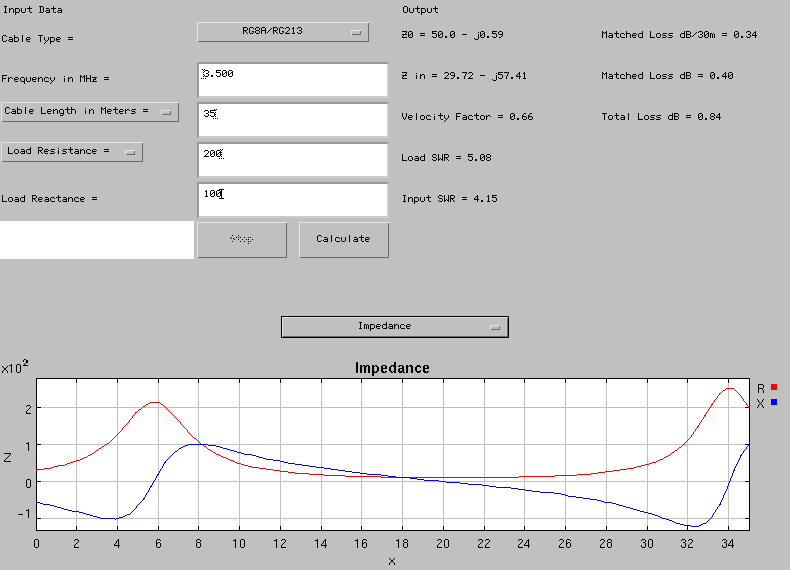 Input Data
Output
Cable Type =
RG8A/RG213
Z0 = 50.0 - j0.59
Matched Loss dB/30m = 0.34
Frequency in MHz =
3.500
Z in = 29.72 - j57.41
Matched Loss dB = 0.40
Cable Length in Meters =
35
Velocity Factor = 0.66
Total Loss dB = 0.84
Load Resistance =
200
Load SWR = 5.08
Load Reactance =
100
Input SWR = 4.15
Stop
Calculate
Impedance
x10²
Impedance
R
X
2
1
0
-1
Z
0 2 4 6 8 10 12 14 16 18 20 22 24 26 28 30 32 34
X